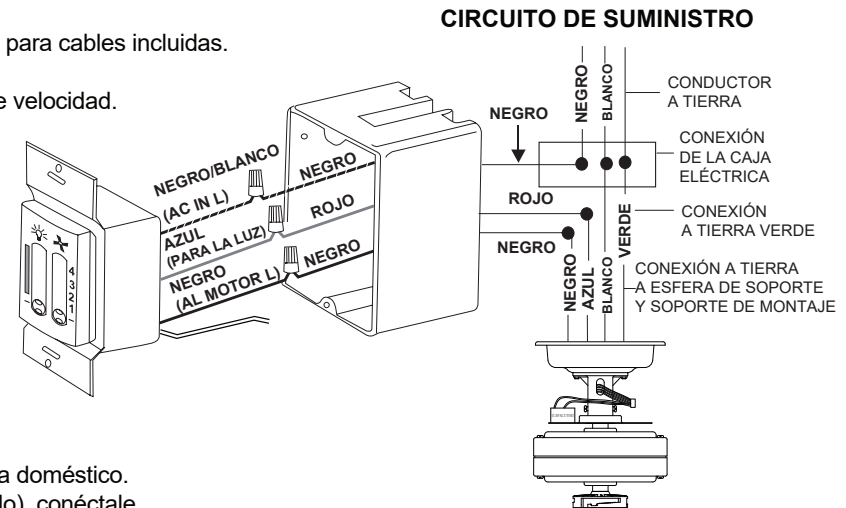 CIRCUITO DE SUMINISTRO
para cables incluidas.
e velocidad.
NEGRO/BLANCO
(AC IN L)
NEGRO
AZUL
(PARA LA LUZ)
ROJO
NEGRO
(AL MOTOR L)
NEGRO
4
3
2
1
NEGRO
NEGRO
BLANCO
CONDUCTOR
A TIERRA
CONEXIÓN
DE LA CAJA
ELÉCTRICA
ROJO
NEGRO
VERDE
CONEXIÓN
A TIERRA VERDE
NEGRO
AZUL
BLANCO
CONEXIÓN A TIERRA
A ESFERA DE SOPORTE
Y SOPORTE DE MONTAJE
a doméstico.
do), conéctale